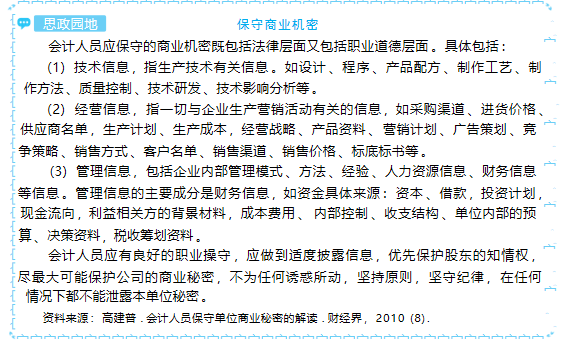 思政园地
保守商业机密
会计人员应保守的商业机密既包括法律层面又包括职业道德层面。具体包括：
(1) 技术信息，指生产技术有关信息。如设计、程序、产品配方、制作工艺、制
作方法、质量控制、技术研发、技术影响分析等。
(2) 经营信息，指一切与企业生产营销活动有关的信息，如采购渠道、进货价格、
供应商名单，生产计划、生产成本，经营战略、产品资料、营销计划、广告策划、竞
争策略、销售方式、客户名单、销售渠道、销售价格、标底标书等。
(3) 管理信息，包括企业内部管理模式、方法、经验、人力资源信息、财务信息
等信息。管理信息的主要成分是财务信息，如资金具体来源：资本、借款，投资计划，
现金流向，利益相关方的背景材料，成本费用、内部控制、收支结构、单位内部的预
算、决策资料，税收筹划资料。
会计人员应有良好的职业操守，应做到适度披露信息，优先保护股东的知情权，
尽最大可能保护公司的商业秘密，不为任何诱惑所动，坚持原则，坚守纪律，在任何
情况下都不能泄露本单位秘密。
资料来源：高建普．会计人员保守单位商业秘密的解读．财经界，2010 (8).